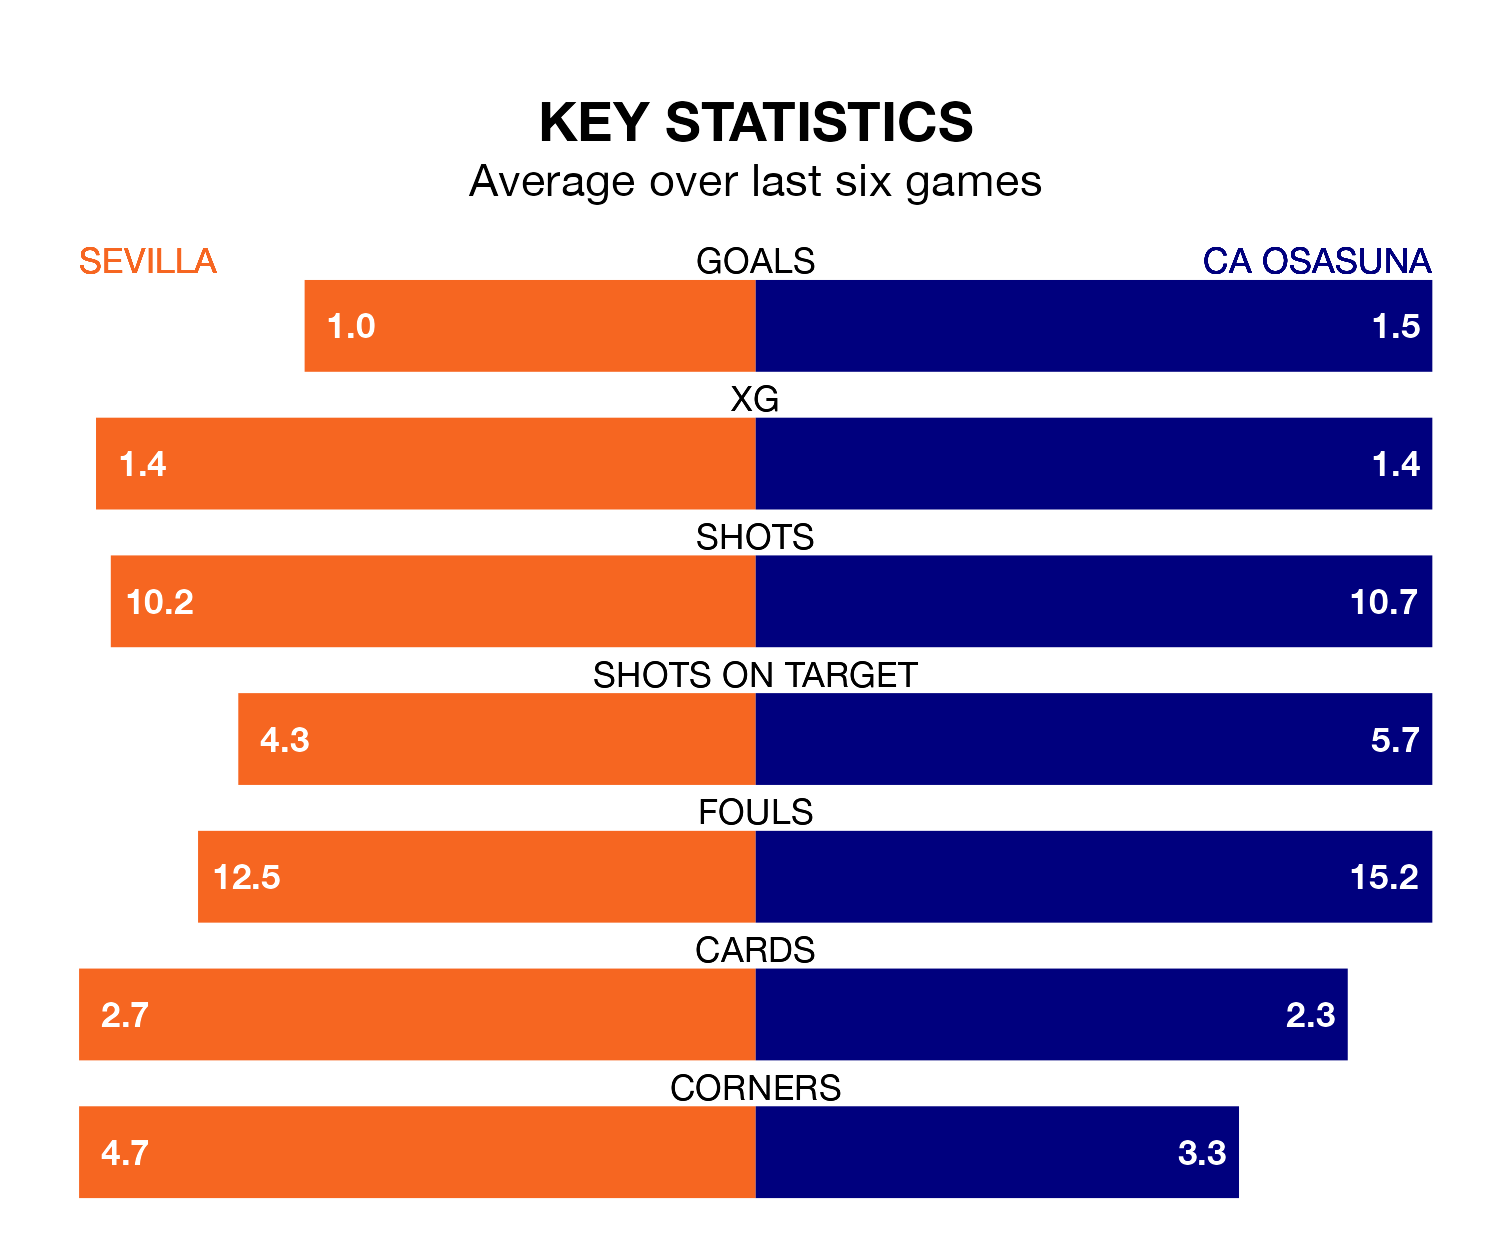 KEY STATISTICS
Average over last six games
SEVILLA GOALS CA OSASUNA
1.0 1.5
XG
1.4 1.4
SHOTS
10.2 10.7
SHOTS ON TARGET
4.3 5.7
FOULS
12.5 15.2
CARDS
2.7 2.3
CORNERS
4.7 3.3